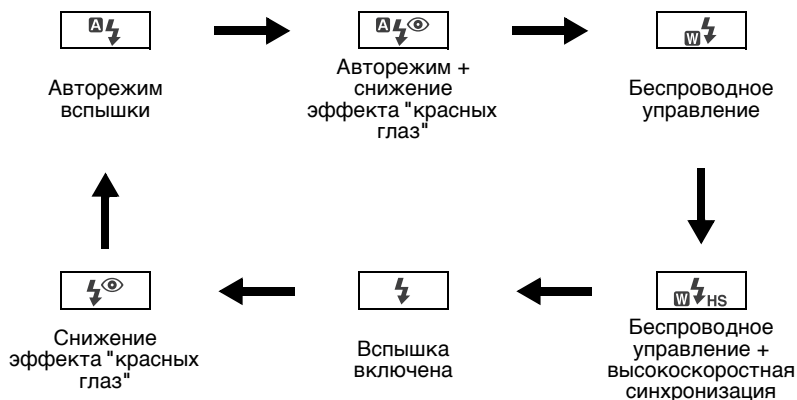 A
Авторежим
вспышки
A
Авторежим +
снижение
эффекта "красных
глаз"
W
Беспроводное
управление
W HS
Беспроводное
управление +
высокоскоростная
синхронизация
Вспышка
включена
Снижение
эффекта "красных
глаз"